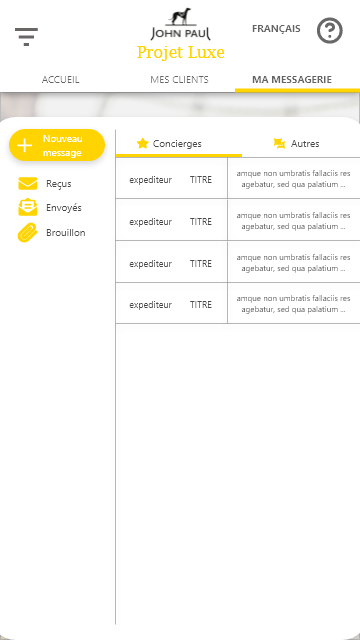 JOHN PAUL
FRANÇAIS
Projet Luxe
ACCUEIL
MES CLIENTS
MA MESSAGERIE
Nouveau
message
Reçus
Envoyés
Brouillon
Concierges
Autres
expediteur TITRE
amque non umbratis fallaciis res
agebatur, sed qua palatium ...
expediteur TITRE
amque non umbratis fallaciis res
agebatur, sed qua palatium ...
expediteur TITRE
amque non umbratis fallaciis res
agebatur, sed qua palatium ...
expediteur TITRE
amque non umbratis fallaciis res
agebatur, sed qua palatium ...